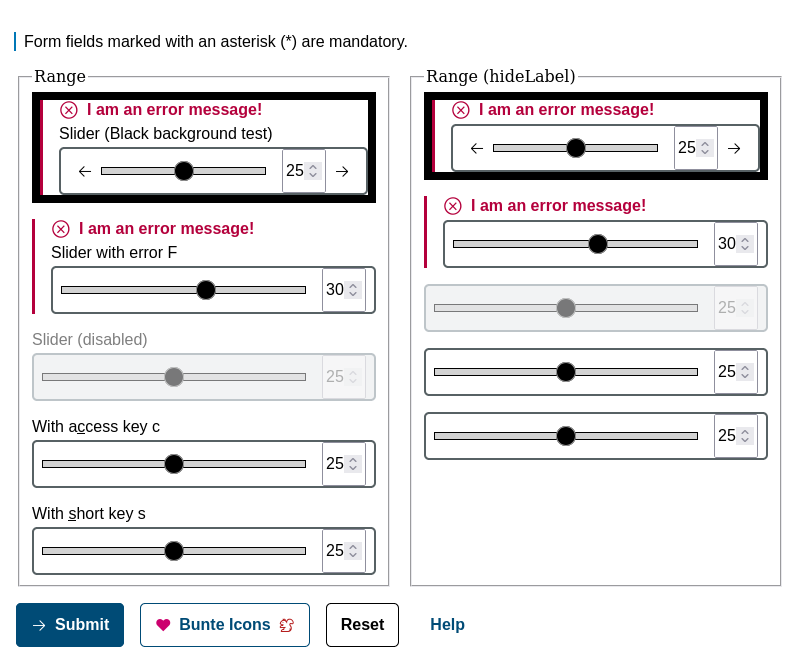 Form fields marked with an asterisk (*) are mandatory.
Range
I am an error message!
Slider (Black background test)
25
I am an error message!
Slider with error F
30
Slider (disabled)
25
With access key c
25
With short key s
25
Range (hideLabel)
I am an error message!
25
I am an error message!
30
25
25
25
Submit
Bunte Icons
Reset
Help